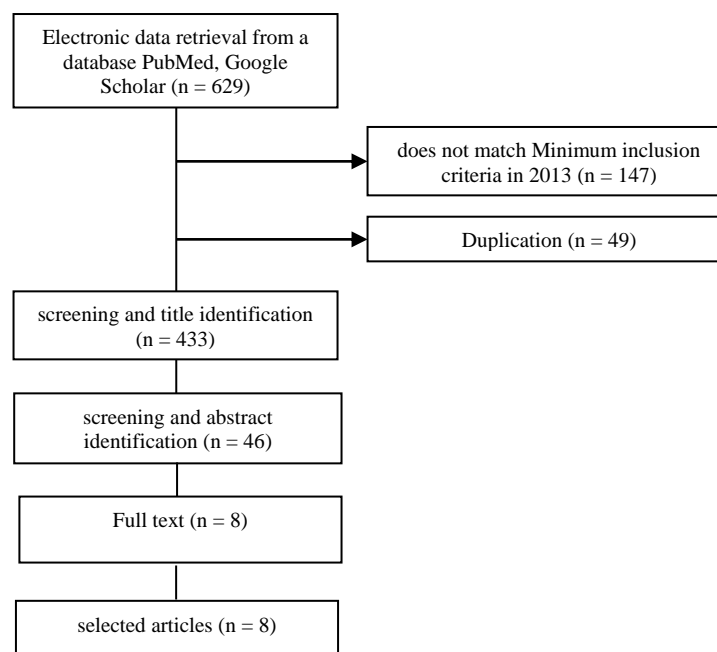 Electronic data retrieval from a
database PubMed, Google
Scholar (n = 629)
does not match Minimum inclusion
criteria in 2013 (n = 147)
Duplication (n = 49)
screening and title identification
(n = 433)
screening and abstract
identification (n = 46)
Full text (n = 8)
selected articles (n = 8)